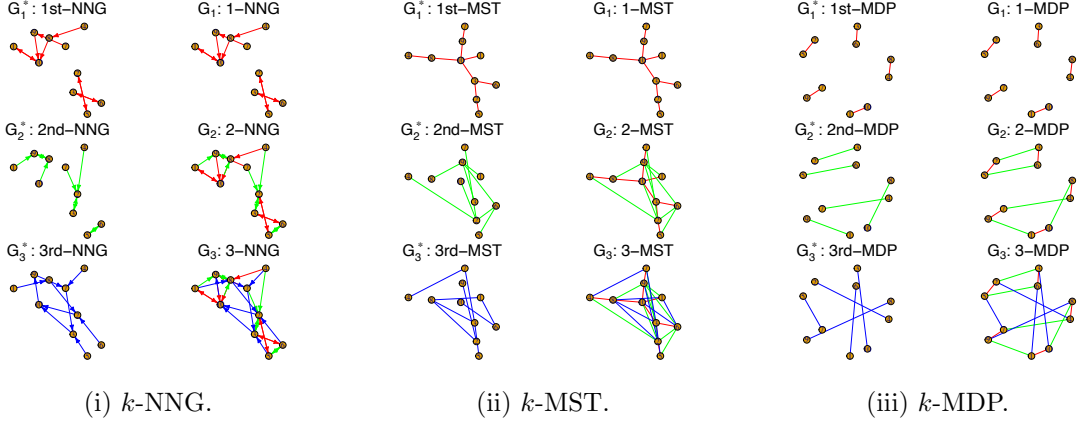 G₁*: 1st−NNG G₁: 1−NNG G₁*: 1st−MST G₁: 1−MST G₁*: 1st−MDP G₁: 1−MDP
G₂*: 2nd−NNG G₂: 2−NNG G₂*: 2nd−MST G₂: 2−MST G₂*: 2nd−MDP G₂: 2−MDP
G₃*: 3rd−NNG G₃: 3−NNG G₃*: 3rd−MST G₃: 3−MST G₃*: 3rd−MDP G₃: 3−MDP
(i) k-NNG. (ii) k-MST. (iii) k-MDP.